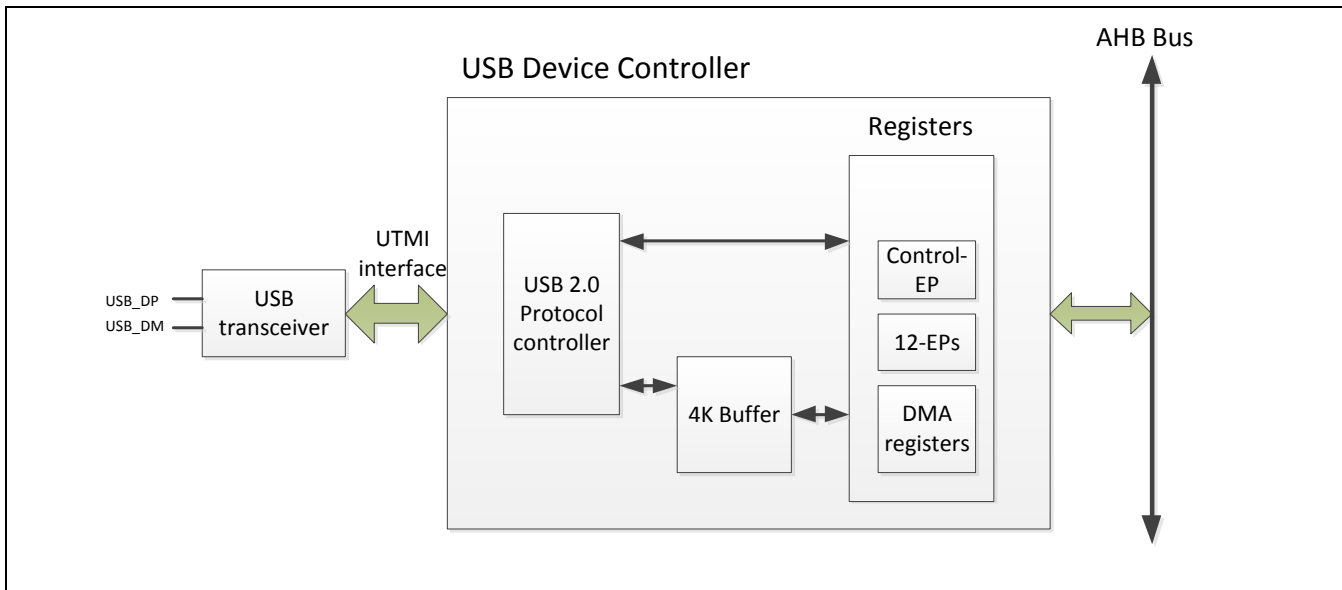 AHB Bus
USB Device Controller
Registers
UTMI
interface
USB_DP
USB_DM
USB
transceiver
USB 2.0
Protocol
controller
4K Buffer
Control-
EP
12-EPs
DMA
registers